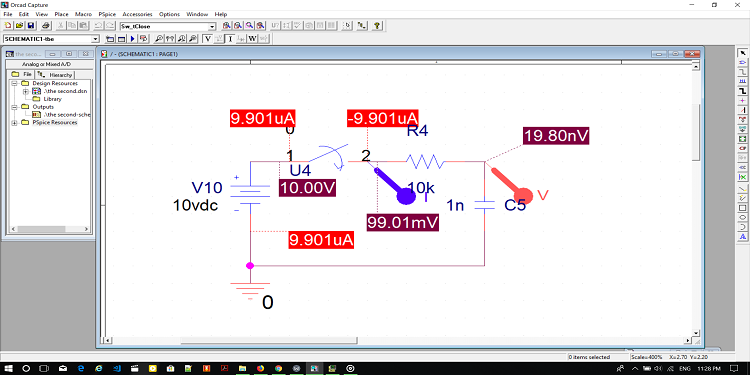 Orcad Capture
File Edit View Place Macro PSpice Accessories Options Window Help
Sw_tClose
SCHEMATIC1-tbe
V I W
the seco...
/ - (SCHEMATIC1 : PAGE1)
Analog or Mixed A/D
File Hierarchy
Design Resources
.\the second.dsn
Library
Outputs
.\the second-sche
PSpice Resources
9.901uA
-9.901uA
0
R4
19.80nV
1
2
U4
V10
10.00V
10k
I
V
10vdc
1n
C5
99.01mV
9.901uA
0
0 items selected
Scale=400%
X=2.70 Y=2.20
ENG
11:28 PM